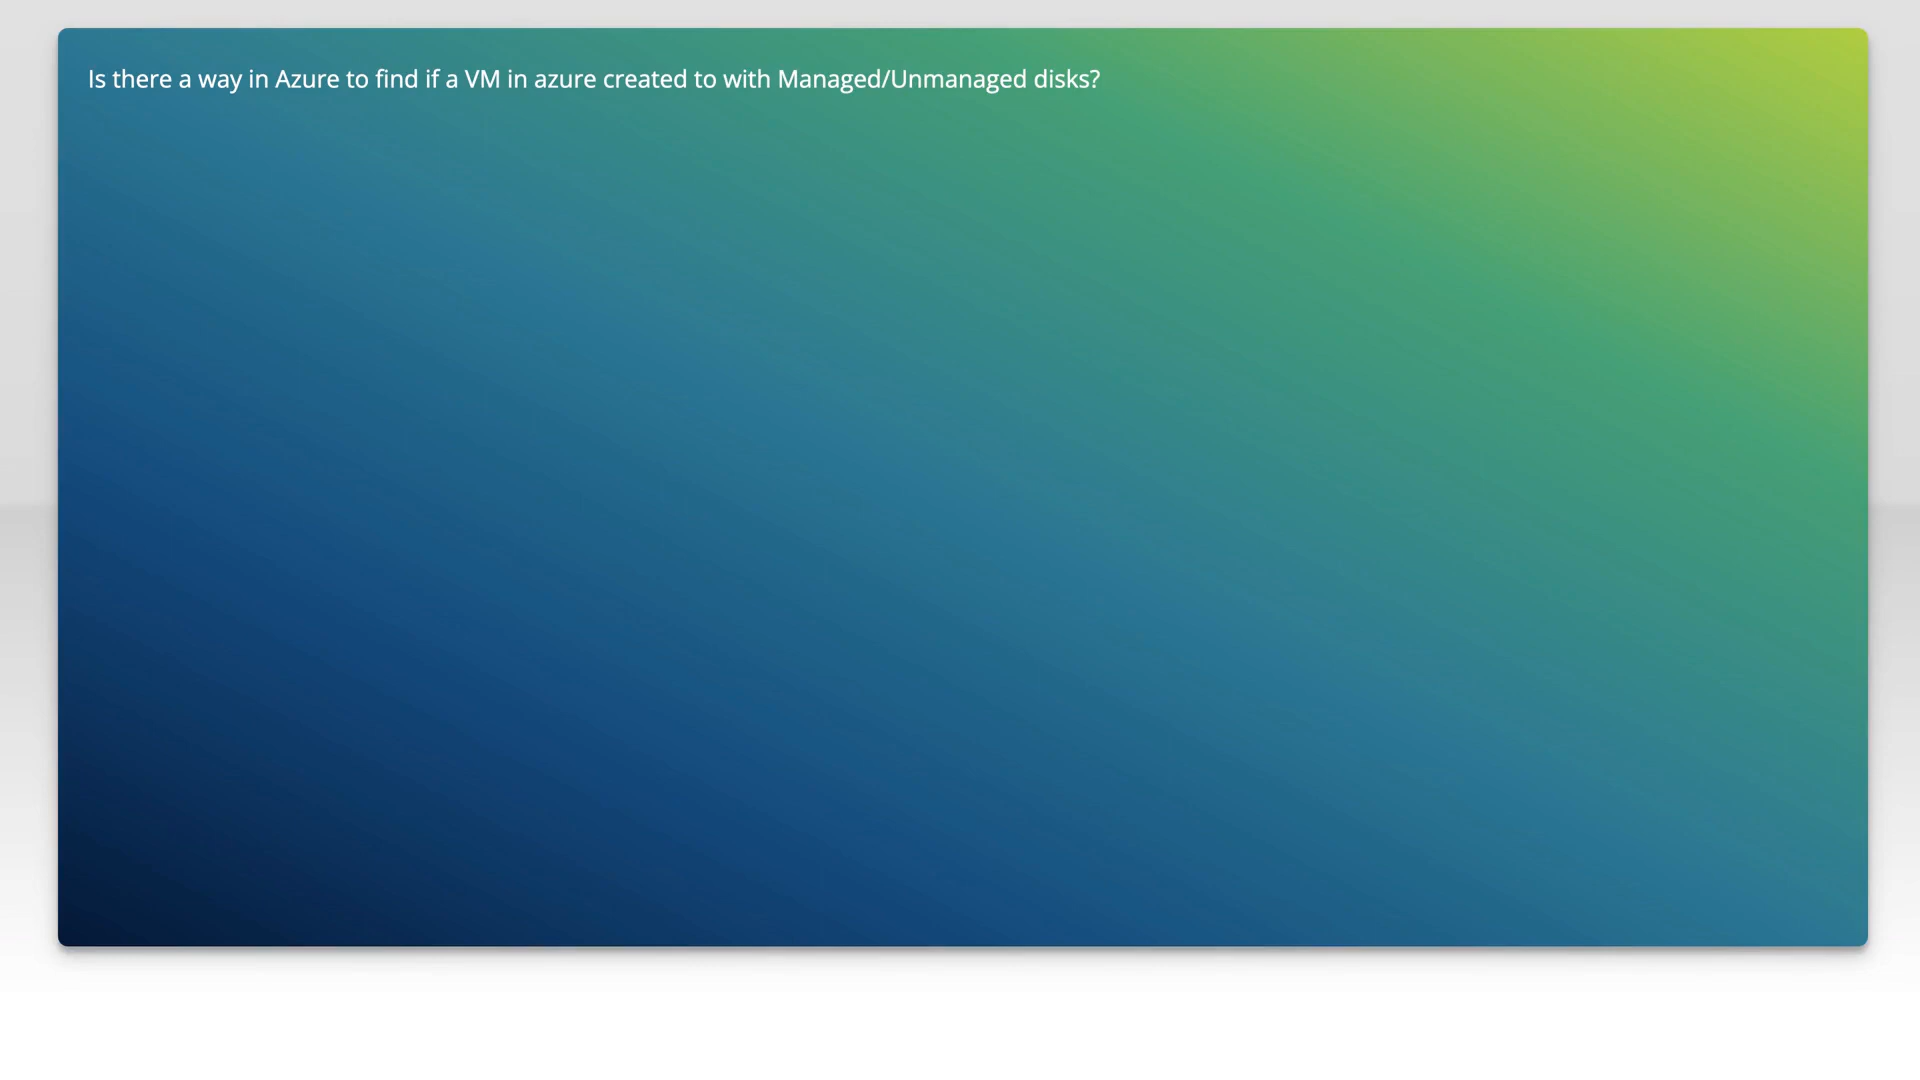 Is there a way in Azure to find if a VM in azure created to with Managed/Unmanaged disks?